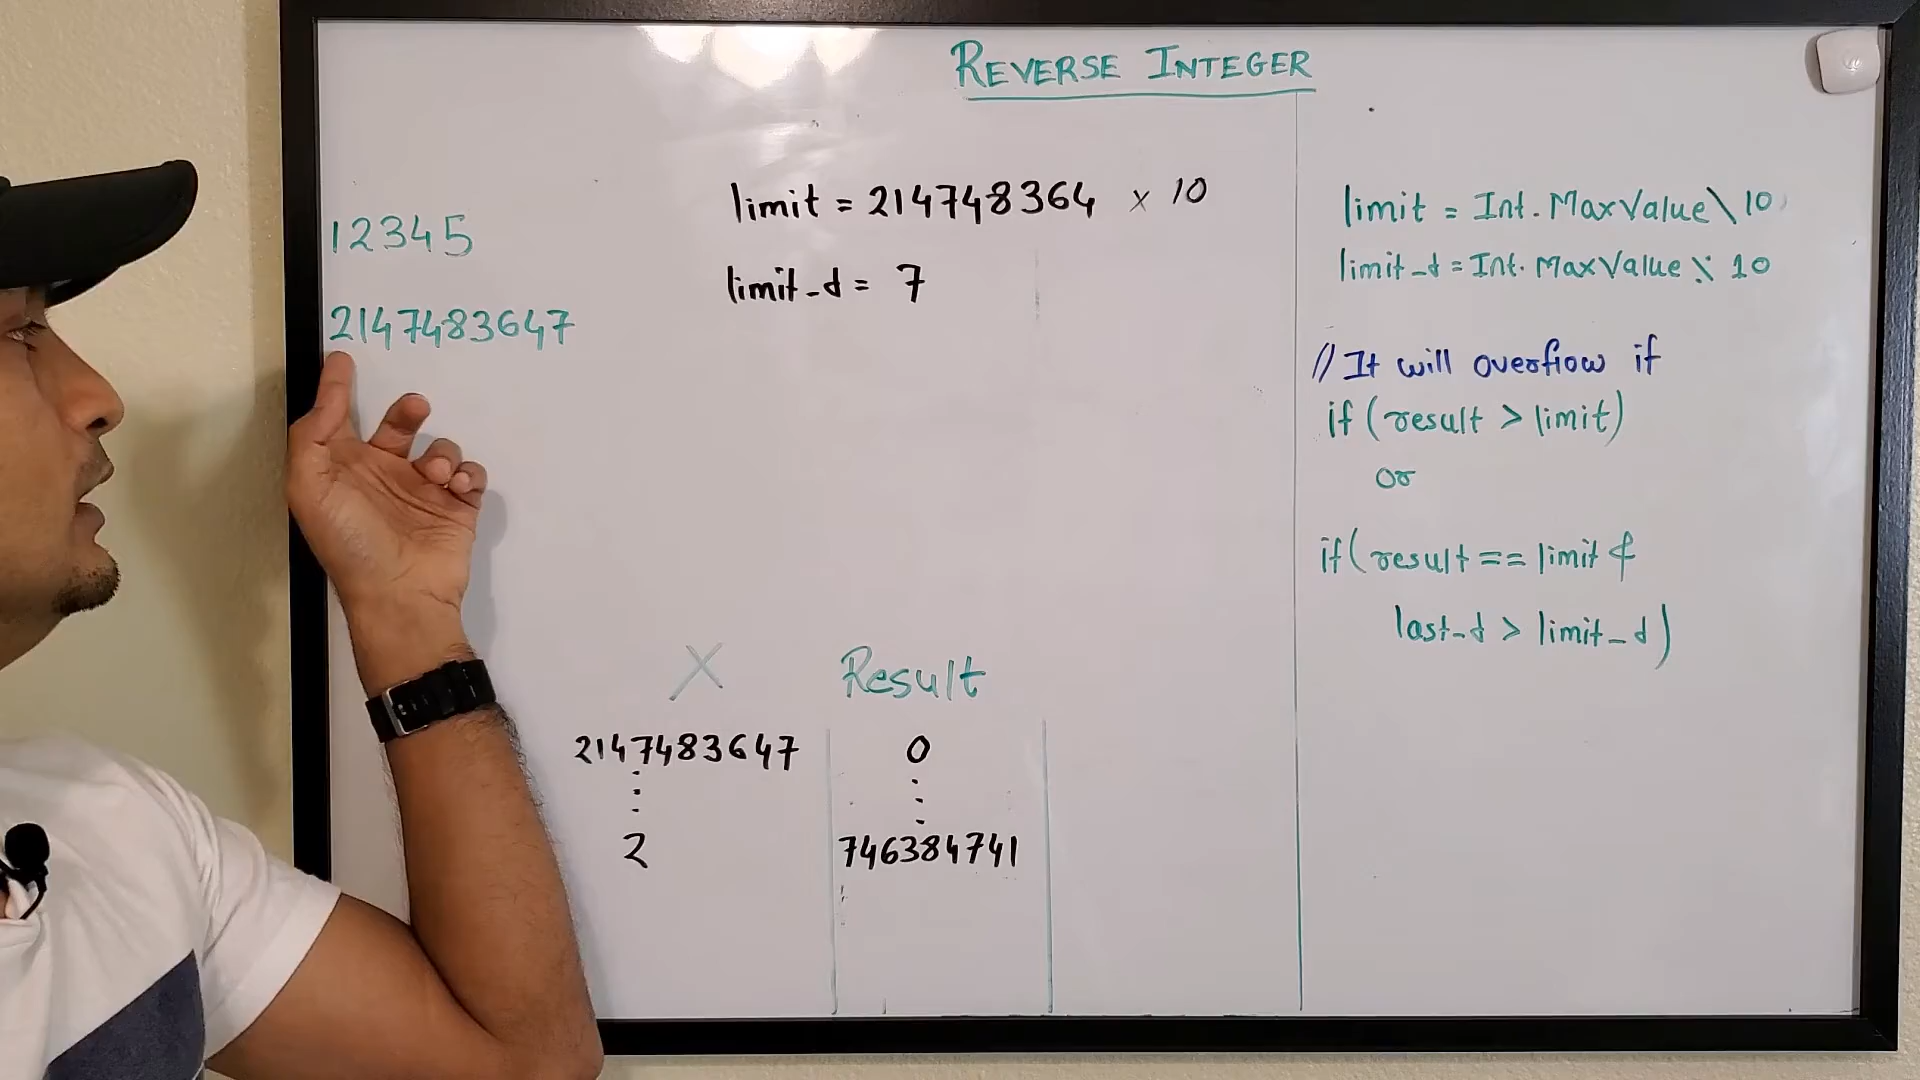 REVERSE INTEGER
12345
2147483647
limit = 214748364 × 10
limit_d = 7
X Result
2147483647 0
2 746384741
limit = Int.MaxValue \ 10
limit_d = Int.MaxValue % 10
// It will overflow if
if (result > limit)
or
if (result == limit &
last_d > limit_d)